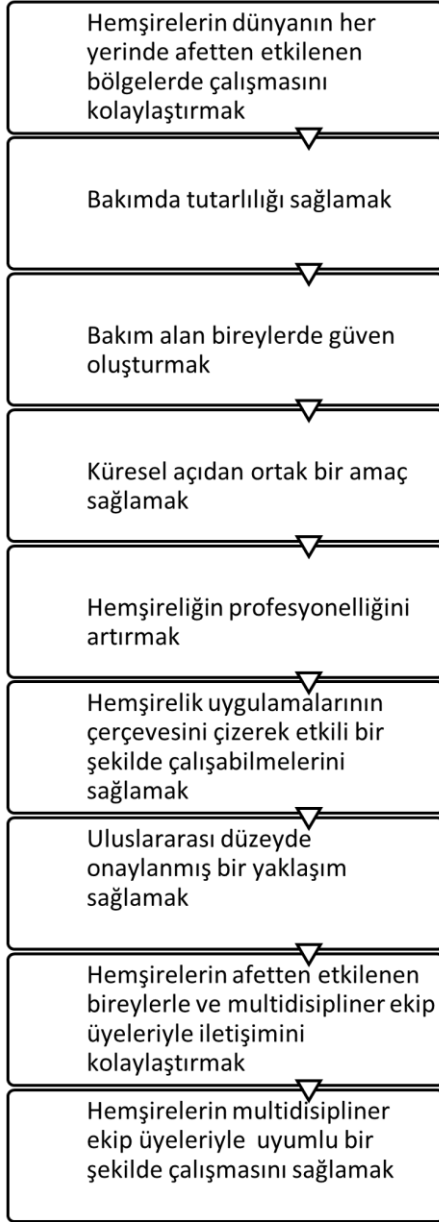 Hemşirelerin dünyanın her
yerinde afetten etkilenen
bölgelerde çalışmasını
kolaylaştırmak
Bakımda tutarlılığı sağlamak
Bakım alan bireylerde güven
oluşturmak
Küresel açıdan ortak bir amaç
sağlamak
Hemşireliğin profesyonelliğini
artırmak
Hemşirelik uygulamalarının
çerçevesini çizerek etkili bir
şekilde çalışabilmelerini
sağlamak
Uluslararası düzeyde
onaylanmış bir yaklaşım
sağlamak
Hemşirelerin afetten etkilenen
bireylerle ve multidisipliner ekip
üyeleriyle iletişimini
kolaylaştırmak
Hemşirelerin multidisipliner
ekip üyeleriyle uyumlu bir
şekilde çalışmasını sağlamak